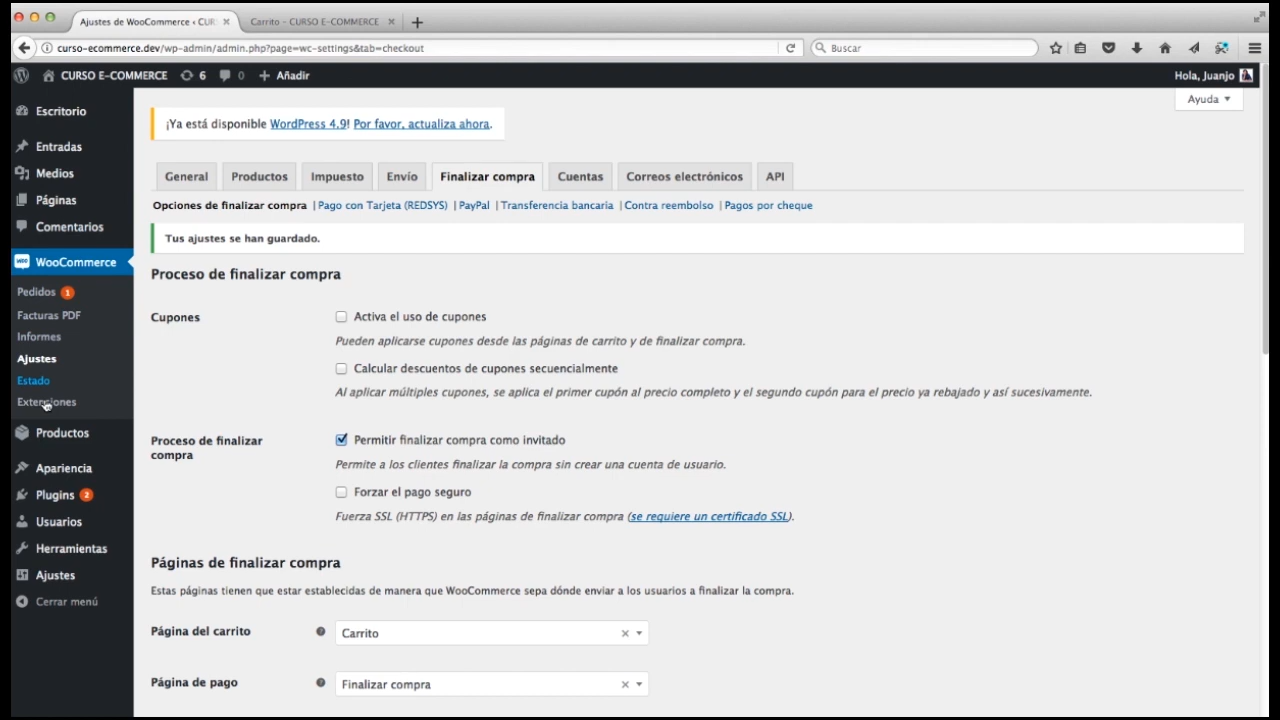 Ajustes de WooCommerce ‹ CUR
Carrito – CURSO E-COMMERCE
curso-ecommerce.dev/wp-admin/admin.php?page=wc-settings&tab=checkout
Buscar
CURSO E-COMMERCE 6 0 Añadir
Hola, Juanjo
Ayuda
Escritorio
Entradas
Medios
Páginas
Comentarios
WooCommerce
Pedidos 1
Facturas PDF
Informes
Ajustes
Estado
Extensiones
Productos
Apariencia
Plugins 2
Usuarios
Herramientas
Ajustes
Cerrar menú
¡Ya está disponible WordPress 4.9! Por favor, actualiza ahora.
General Productos Impuesto Envío Finalizar compra Cuentas Correos electrónicos API
Opciones de finalizar compra | Pago con Tarjeta (REDSYS) | PayPal | Transferencia bancaria | Contra reembolso | Pagos por cheque
Tus ajustes se han guardado.
Proceso de finalizar compra
Cupones
Activa el uso de cupones
Pueden aplicarse cupones desde las páginas de carrito y de finalizar compra.
Calcular descuentos de cupones secuencialmente
Al aplicar múltiples cupones, se aplica el primer cupón al precio completo y el segundo cupón para el precio ya rebajado y así sucesivamente.
Proceso de finalizar
compra
Permitir finalizar compra como invitado
Permite a los clientes finalizar la compra sin crear una cuenta de usuario.
Forzar el pago seguro
Fuerza SSL (HTTPS) en las páginas de finalizar compra (se requiere un certificado SSL).
Páginas de finalizar compra
Estas páginas tienen que estar establecidas de manera que WooCommerce sepa dónde enviar a los usuarios a finalizar la compra.
Página del carrito
Carrito
Página de pago
Finalizar compra